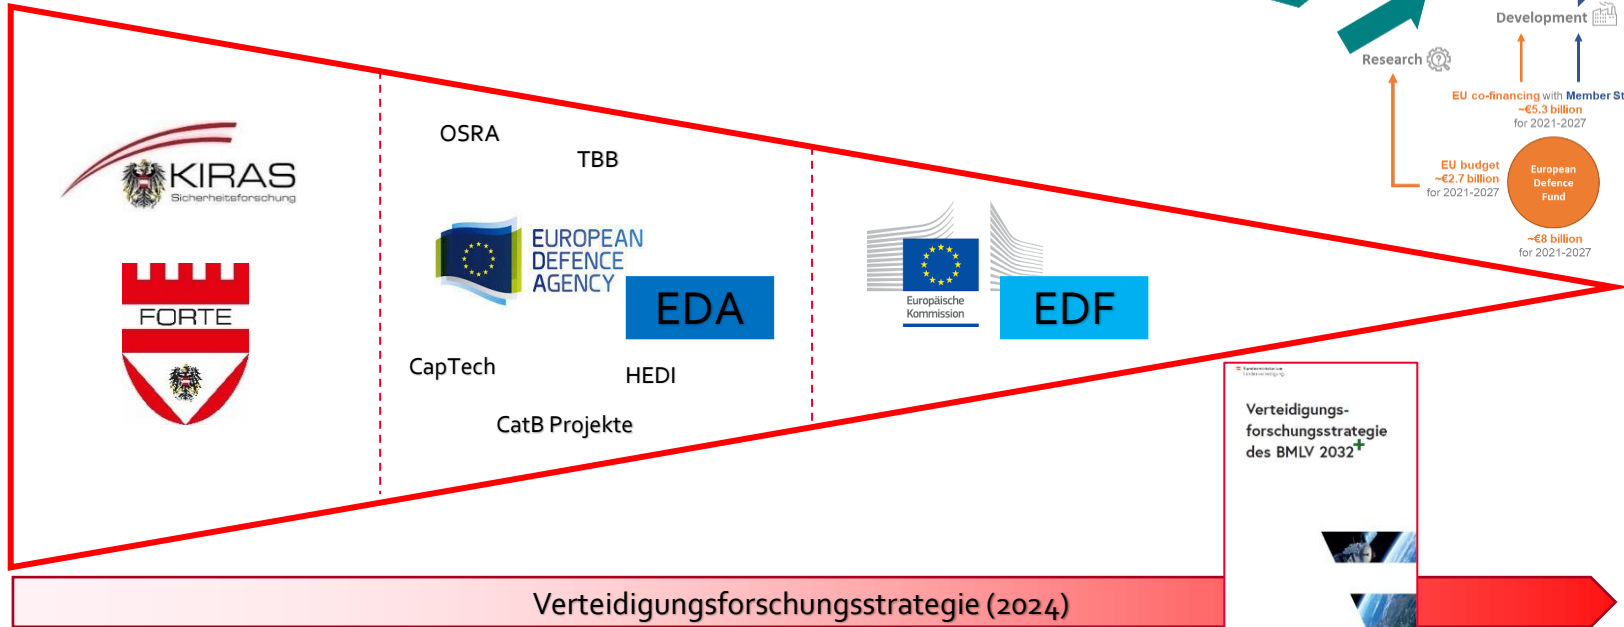 Development
Research
EU co-financing with Member St
~€5.3 billion
for 2021-2027
EU budget
~€2.7 billion
for 2021-2027
European
Defence
Fund
~€8 billion
for 2021-2027
KIRAS
Sicherheitsforschung
FORTE
OSRA
TBB
EUROPEAN
DEFENCE
AGENCY
EDA
CapTech
HEDI
CatB Projekte
Europäische
Kommission
EDF
Bundesministerium
Landesverteidigung
Verteidigungs-
forschungsstrategie
des BMLV 2032+
Verteidigungsforschungsstrategie (2024)